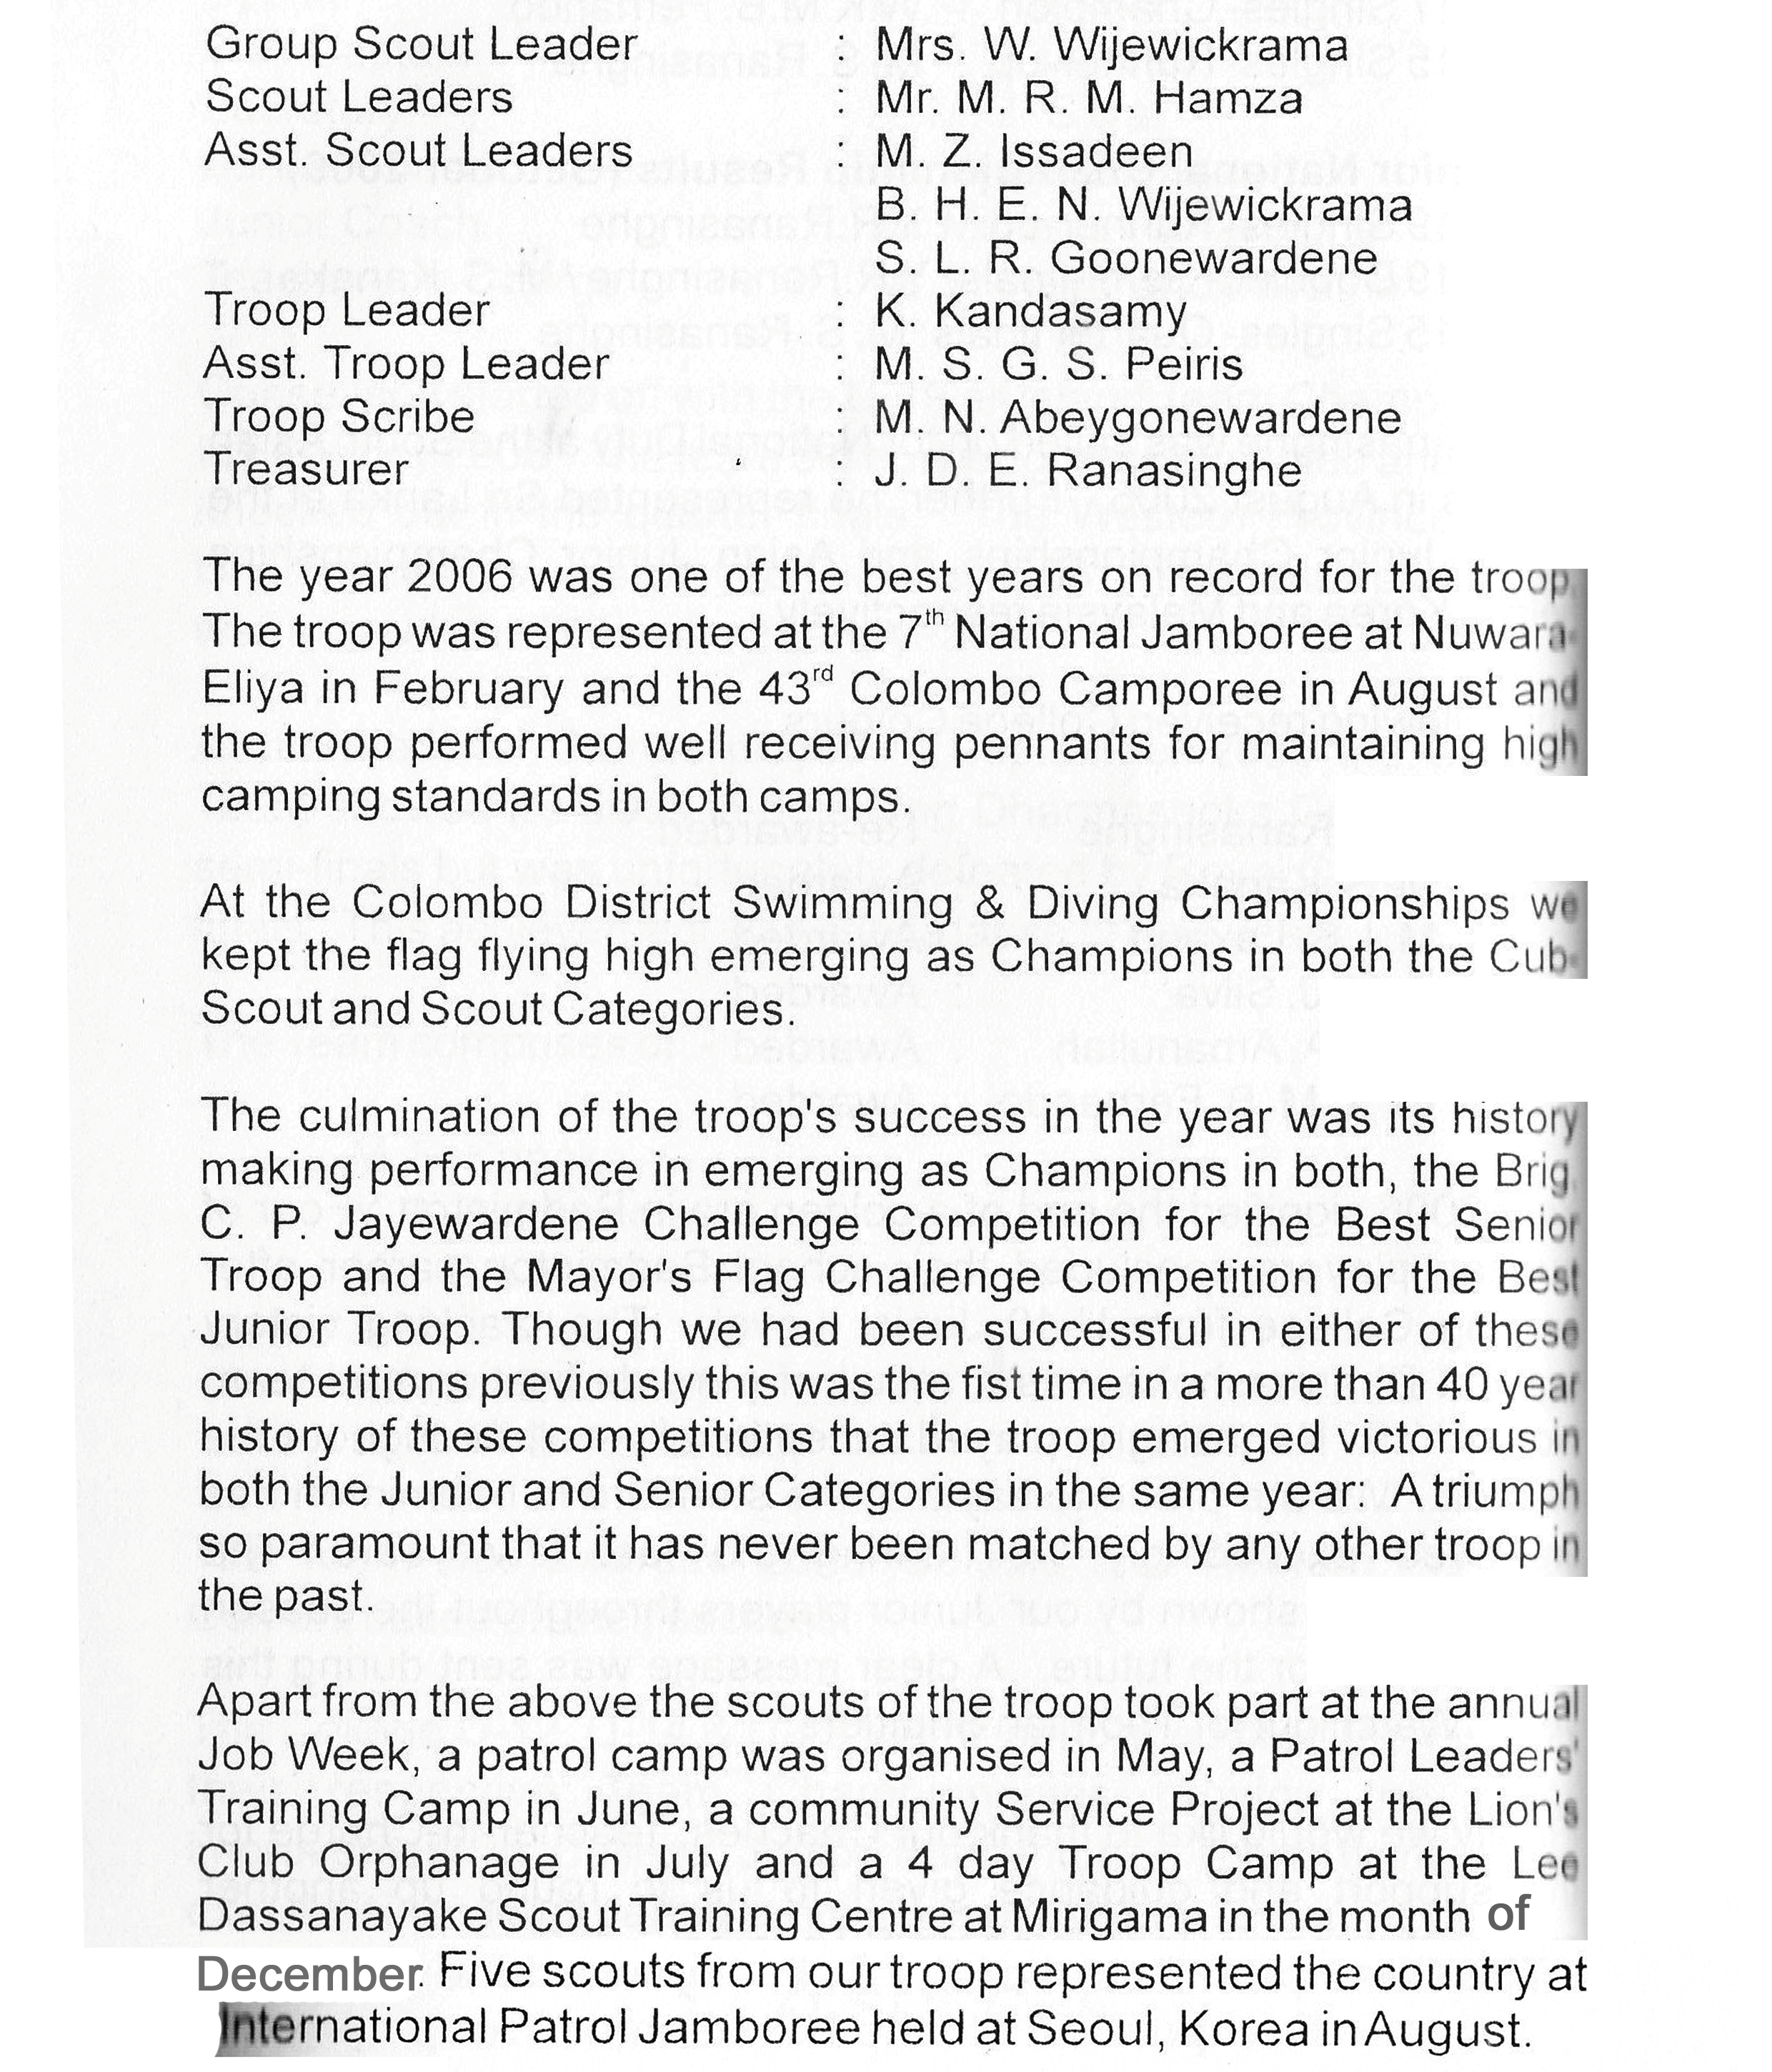 Group Scout Leader : Mrs. W. Wijewickrama
Scout Leaders : Mr. M. R. M. Hamza
Asst. Scout Leaders : M. Z. Issadeen
B. H. E. N. Wijewickrama
S. L. R. Goonewardene
Troop Leader : K. Kandasamy
Asst. Troop Leader : M. S. G. S. Peiris
Troop Scribe : M. N. Abeygonewardene
Treasurer : J. D. E. Ranasinghe
The year 2006 was one of the best years on record for the troop.
The troop was represented at the 7th National Jamboree at Nuwara-
Eliya in February and the 43rd Colombo Camporee in August and
the troop performed well receiving pennants for maintaining high
camping standards in both camps.
At the Colombo District Swimming & Diving Championships we
kept the flag flying high emerging as Champions in both the Cub-
Scout and Scout Categories.
The culmination of the troop's success in the year was its history
making performance in emerging as Champions in both, the Brig.
C. P. Jayewardene Challenge Competition for the Best Senior
Troop and the Mayor's Flag Challenge Competition for the Best
Junior Troop. Though we had been successful in either of these
competitions previously this was the fist time in a more than 40 year
history of these competitions that the troop emerged victorious in
both the Junior and Senior Categories in the same year: A triumph
so paramount that it has never been matched by any other troop in
the past.
Apart from the above the scouts of the troop took part at the annual
Job Week, a patrol camp was organised in May, a Patrol Leaders'
Training Camp in June, a community Service Project at the Lion's
Club Orphanage in July and a 4 day Troop Camp at the Lee
Dassanayake Scout Training Centre at Mirigama in the month of
December. Five scouts from our troop represented the country at
International Patrol Jamboree held at Seoul, Korea in August.